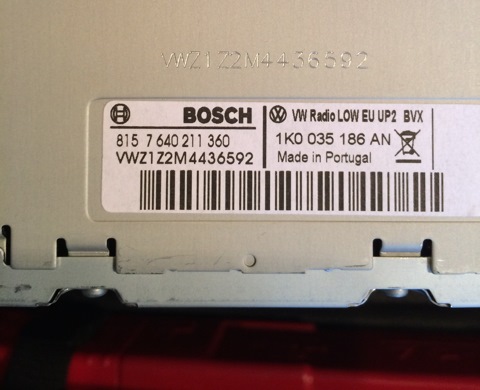 VWZ1Z2M4436592
BOSCH
815 7 640 211 360
VWZ1Z2M4436592
VW Radio LOW EU UP2 BVX
1K0 035 186 AN
Made in Portugal